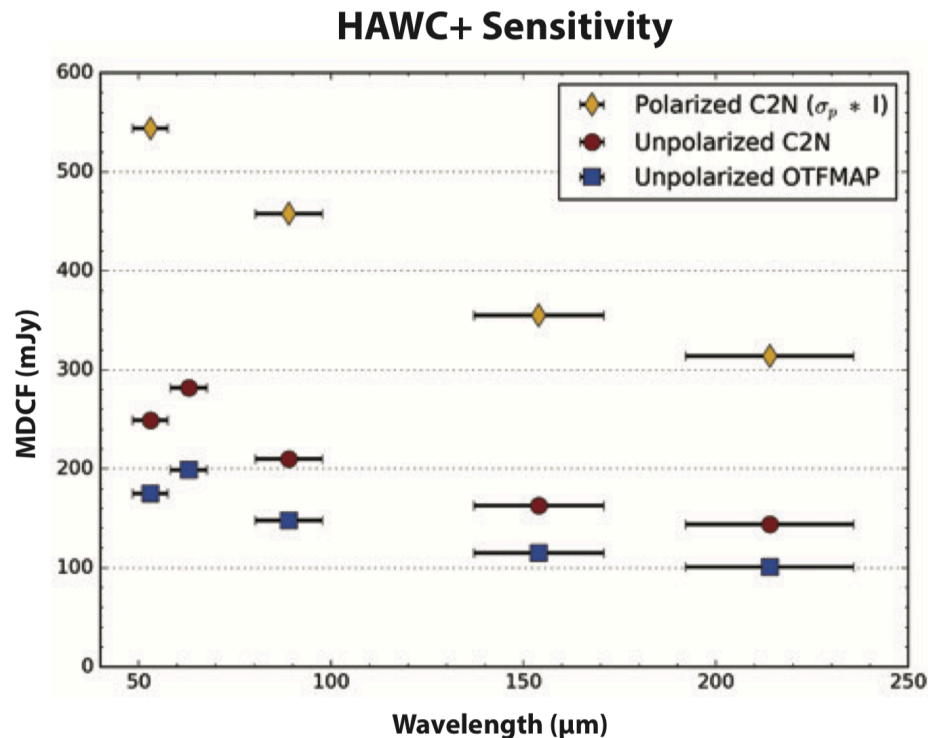 HAWC+ Sensitivity
600
500
400
300
200
100
0
MDCF (mJy)
Polarized C2N (σₚ * I)
Unpolarized C2N
Unpolarized OTFMAP
50 100 150 200 250
Wavelength (μm)